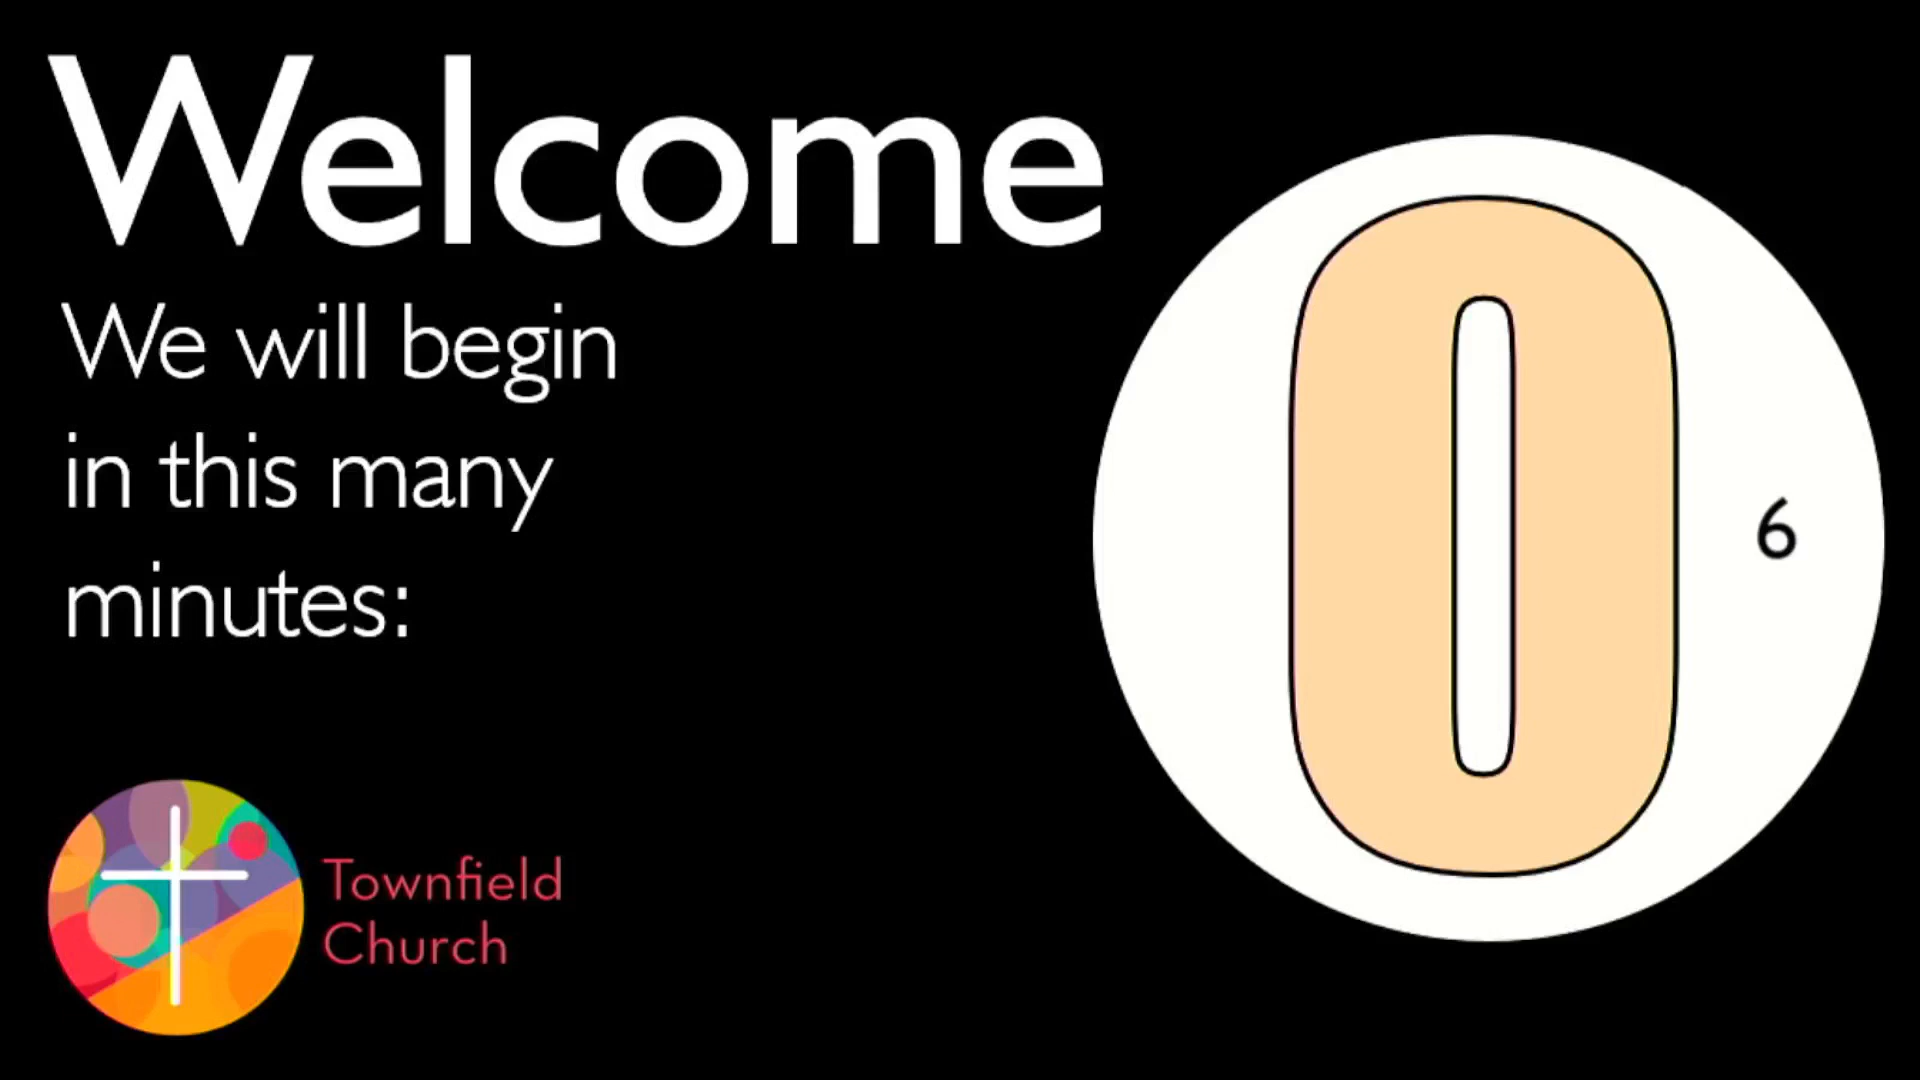 Welcome
We will begin
in this many
minutes:
0
6
Townfield
Church